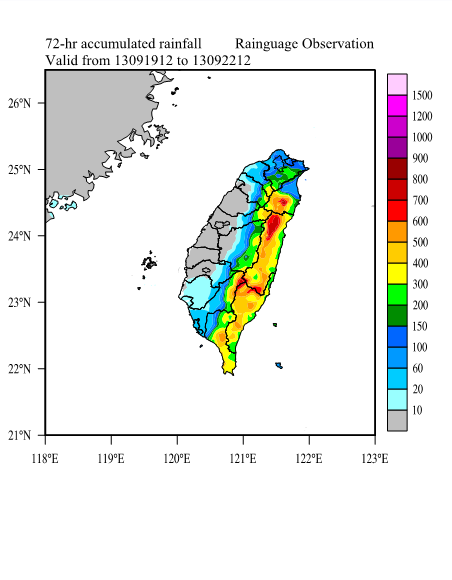 72-hr accumulated rainfall Rainguage Observation
Valid from 13091912 to 13092212
26°N
25°N
24°N
23°N
22°N
21°N
118°E 119°E 120°E 121°E 122°E 123°E
1500
1200
1000
900
800
700
600
500
400
300
200
150
100
60
20
10